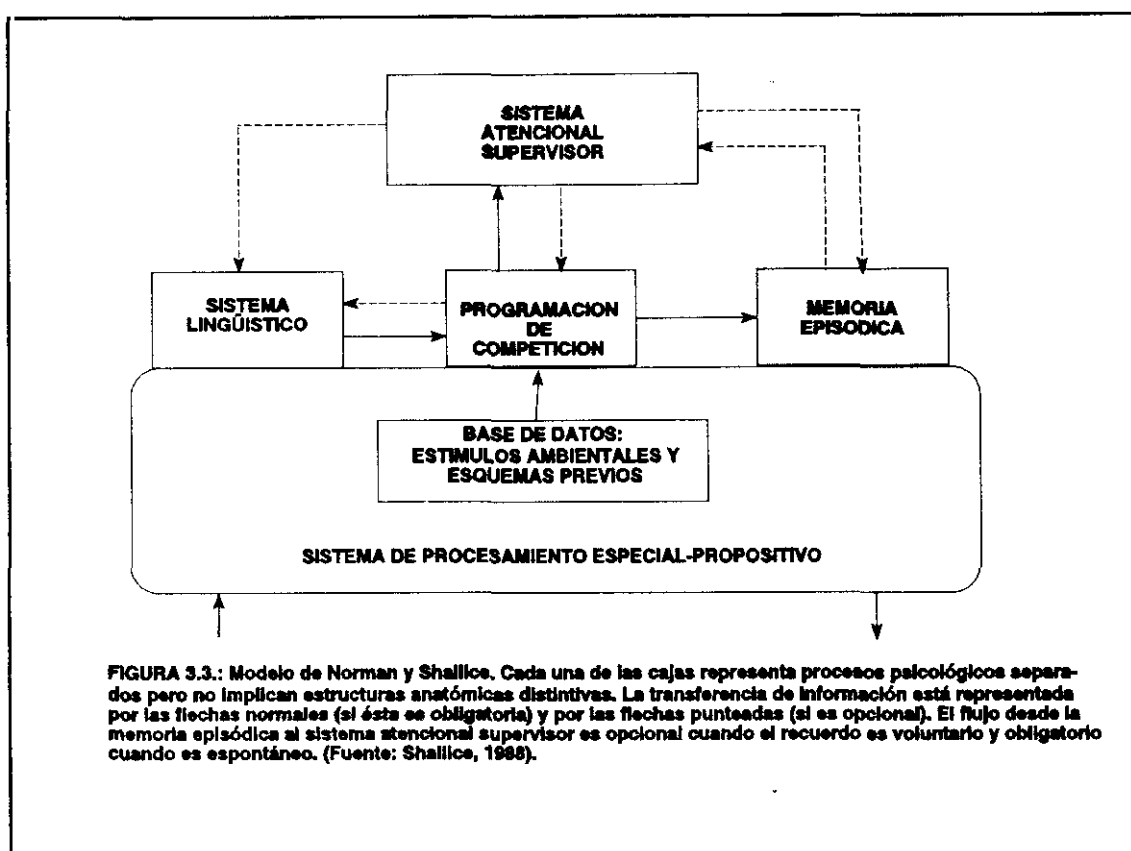 SISTEMA
ATENCIONAL
SUPERVISOR
SISTEMA
LINGÜISTICO
PROGRAMACION
DE
COMPETICION
MEMORIA
EPISODICA
BASE DE DATOS:
ESTIMULOS AMBIENTALES Y
ESQUEMAS PREVIOS
SISTEMA DE PROCESAMIENTO ESPECIAL-PROPOSITIVO
FIGURA 3.3.: Modelo de Norman y Shallice. Cada una de las cajas representa procesos psicológicos separa-
dos pero no implican estructuras anatómicas distintivas. La transferencia de información está representada
por las flechas normales (si ésta es obligatoria) y por las flechas punteadas (si es opcional). El flujo desde la
memoria episódica al sistema atencional supervisor es opcional cuando el recuerdo es voluntario y obligatorio
cuando es espontáneo. (Fuente: Shallice, 1988).